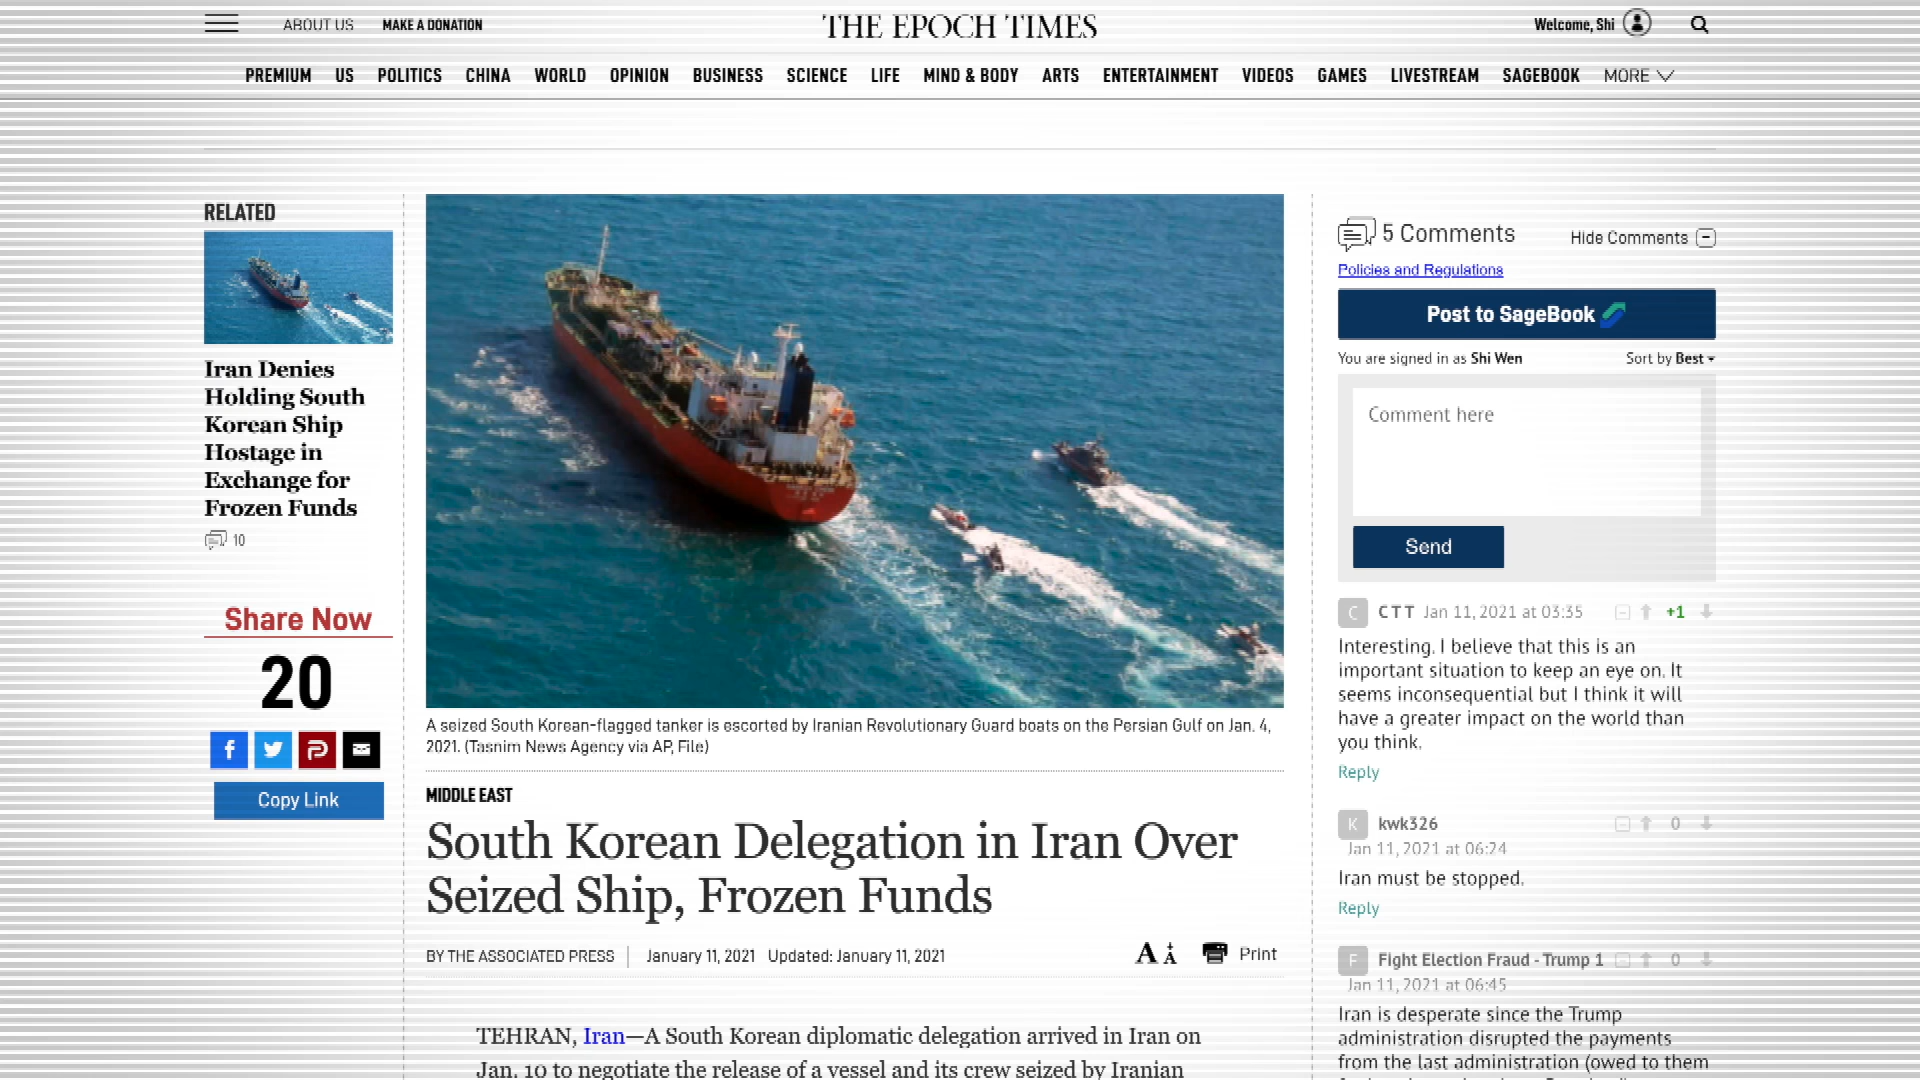 ABOUT US
MAKE A DONATION
THE EPOCH TIMES
Welcome, Shi
PREMIUM US POLITICS CHINA WORLD OPINION BUSINESS SCIENCE LIFE MIND & BODY ARTS ENTERTAINMENT VIDEOS GAMES LIVESTREAM SAGEBOOK MORE
RELATED
Iran Denies
Holding South
Korean Ship
Hostage in
Exchange for
Frozen Funds
10
Share Now
20
Copy Link
A seized South Korean-flagged tanker is escorted by Iranian Revolutionary Guard boats on the Persian Gulf on Jan. 4,
2021. (Tasnim News Agency via AP, File)
MIDDLE EAST
South Korean Delegation in Iran Over
Seized Ship, Frozen Funds
BY THE ASSOCIATED PRESS
January 11, 2021 Updated: January 11, 2021
Print
TEHRAN, Iran—A South Korean diplomatic delegation arrived in Iran on
Jan. 10 to negotiate the release of a vessel and its crew seized by Iranian
5 Comments
Hide Comments
Policies and Regulations
Post to SageBook
You are signed in as Shi Wen
Sort by Best
Comment here
Send
C
CTT Jan 11, 2021 at 03:35
+1
Interesting. I believe that this is an
important situation to keep an eye on. It
seems inconsequential but I think it will
have a greater impact on the world than
you think.
Reply
K
kwk326
0
Jan 11, 2021 at 06:24
Iran must be stopped.
Reply
F
Fight Election Fraud - Trump 1
0
Jan 11, 2021 at 06:45
Iran is desperate since the Trump
administration disrupted the payments
from the last administration (owed to them